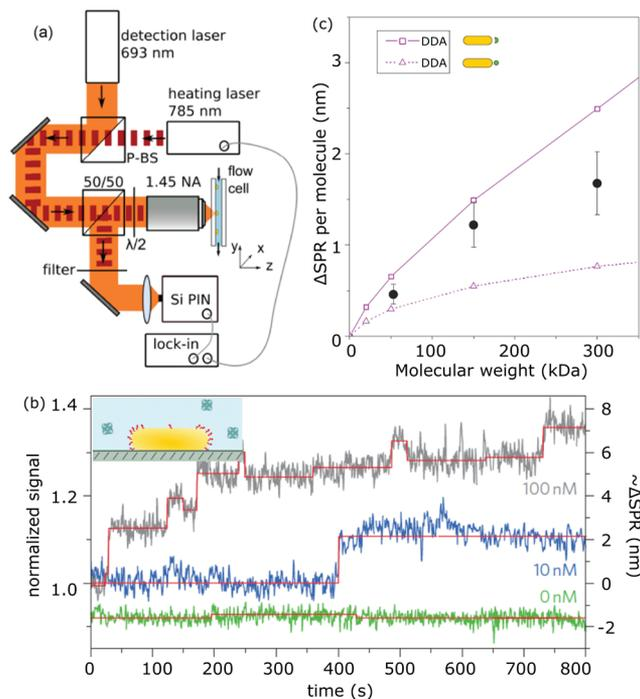 (a)
detection laser
693 nm
heating laser
785 nm
P-BS
50/50
1.45 NA
flow
cell
λ/2
y
x
z
filter
Si PIN
lock-in
(c)
DDA
DDA
ΔSPR per molecule (nm)
3
2
1
0
0
100
200
300
Molecular weight (kDa)
(b)
normalized signal
1.4
1.2
1.0
8
6
4
2
0
-2
~ΔSPR (nm)
100 nM
10 nM
0 nM
0
100
200
300
400
500
600
700
800
time (s)